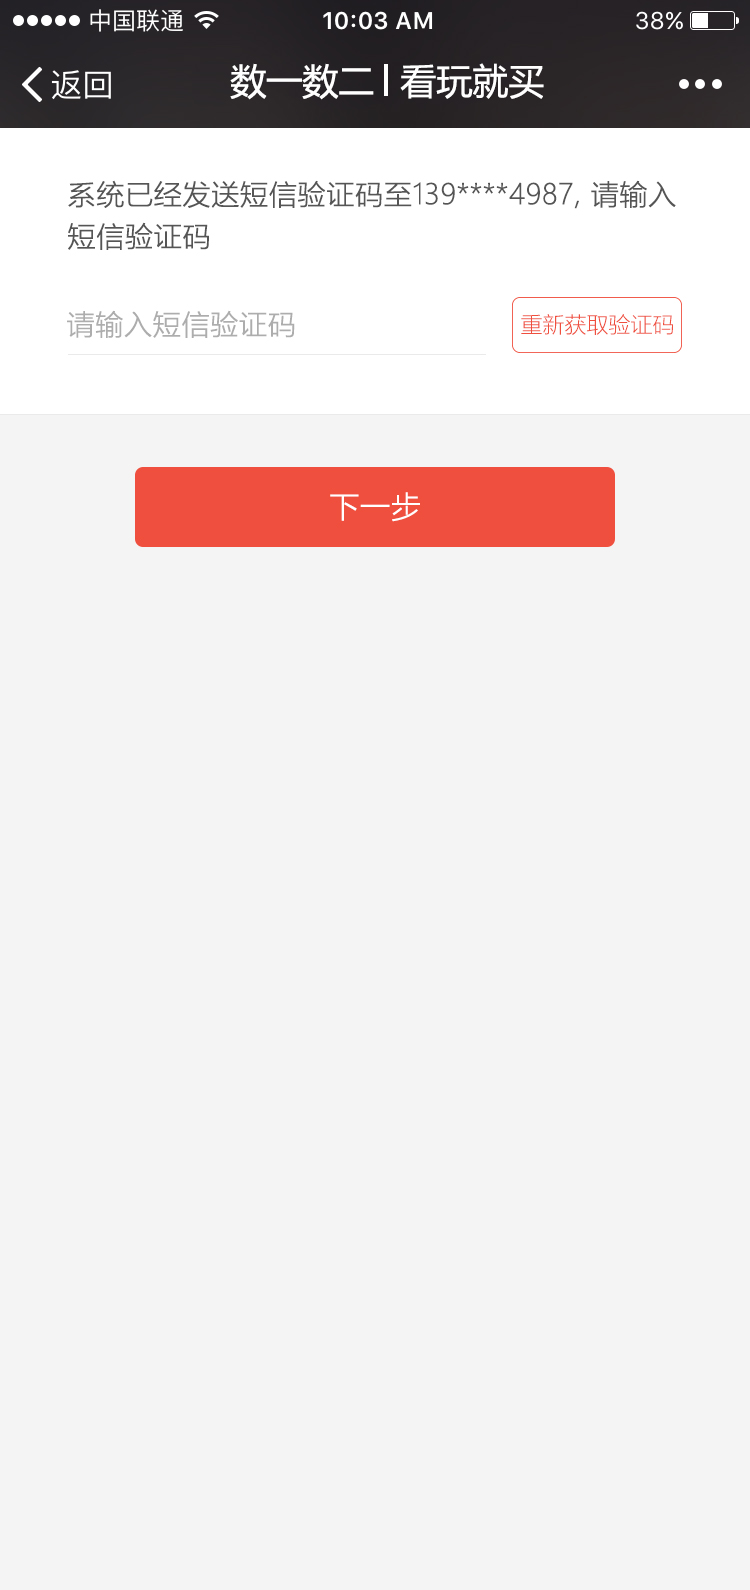 中国联通
10:03 AM
38%
返回
数一数二 | 看玩就买
系统已经发送短信验证码至139****4987, 请输入
短信验证码
请输入短信验证码
重新获取验证码
下一步